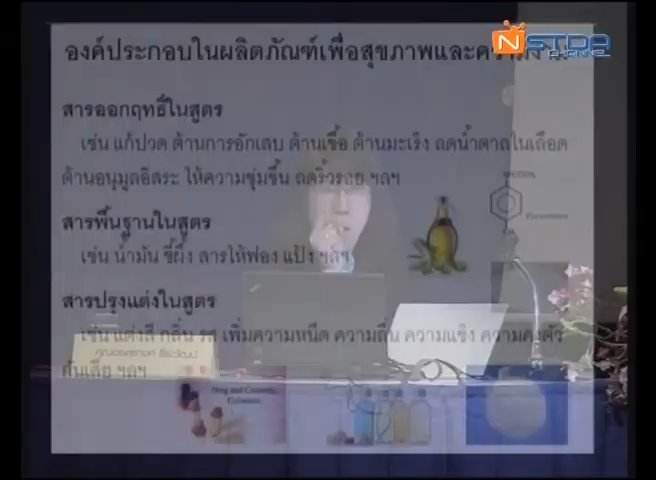 NSTDA
CHANNEL
องค์ประกอบในผลิตภัณฑ์เพื่อสุขภาพและความงาม
สารออกฤทธิ์ในสูตร
เช่น แก้ปวด ต้านการอักเสบ ต้านเชื้อ ต้านมะเร็ง ลดน้ำตาลในเลือด
ต้านอนุมูลอิสระ ให้ความชุ่มชื้น ลดริ้วรอย ฯลฯ
สารพื้นฐานในสูตร
เช่น น้ำมัน ขี้ผึ้ง สารให้ฟอง แป้ง ฯลฯ
สารปรุงแต่งในสูตร
เช่น แต่งสี กลิ่น รส เพิ่มความหนืด ความลื่น ความแข็ง ความคงตัว
กันเสีย ฯลฯ
Drug and Cosmetic